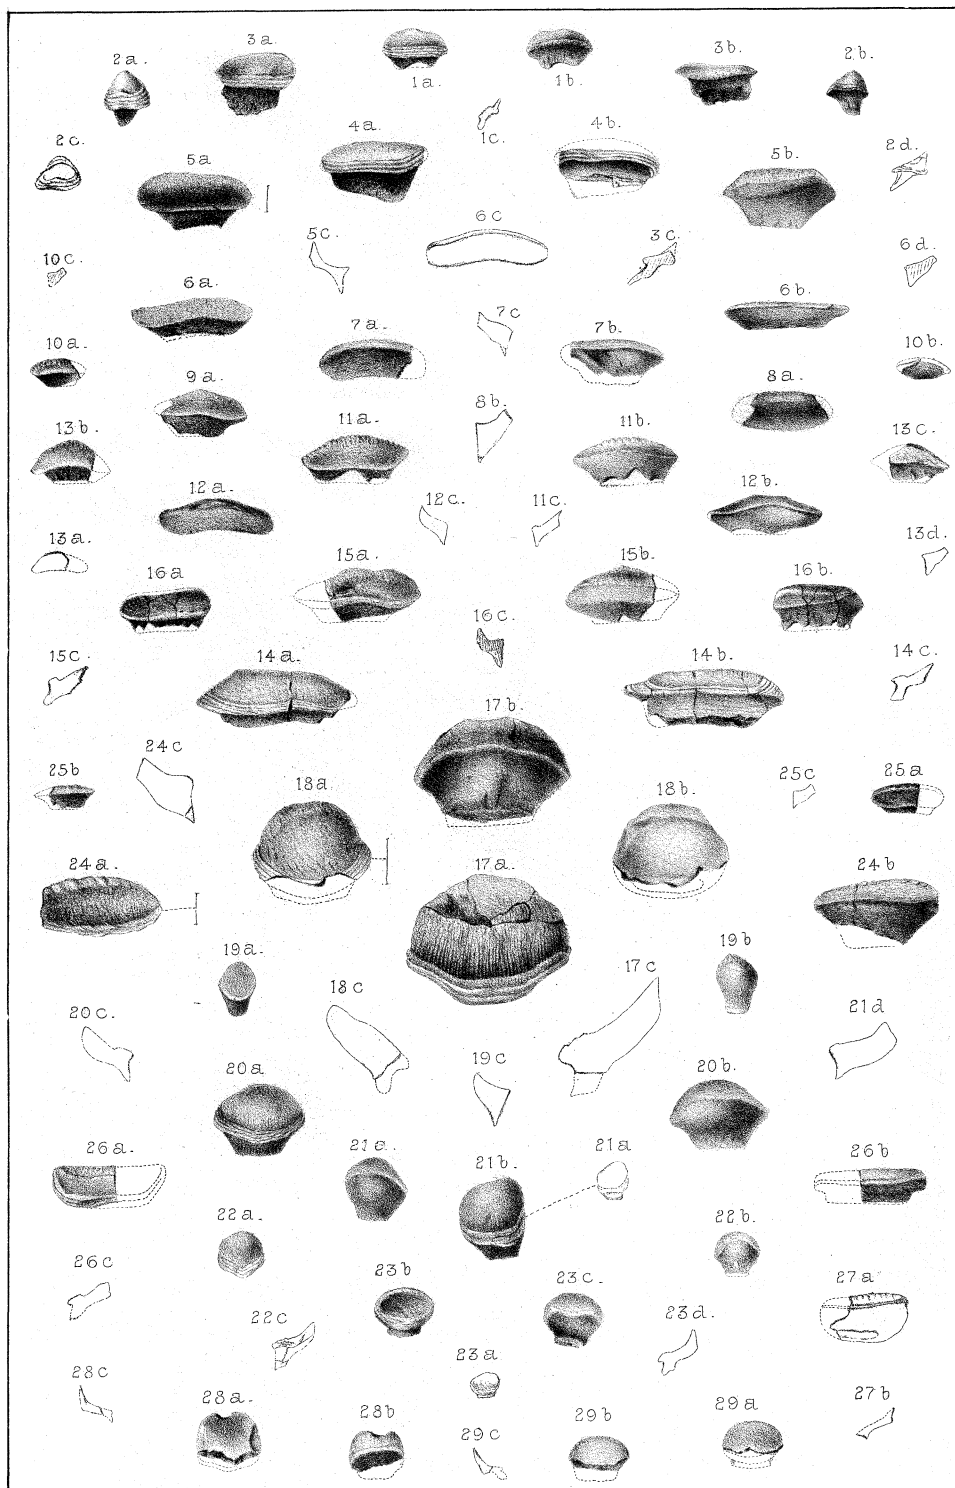 2a. 3a. 1a. 1b. 3b. 2b.
1c.
2c. 5a 4a. 4b. 5b. 2d.
10c. 5c. 6c 3c. 6d.
6a. 7c 6b.
10a. 7a. 7b. 10b.
9a. 8a.
13b. 11a. 8b. 11b. 13c.
12a. 12c. 11c. 12b.
13a. 15a. 15b. 13d.
16a 16c. 16b.
15c. 14a. 14b. 14c.
17b.
25b 24c 18a. 18b. 25c 25a
24a. 17a. 24b
19a. 19b
20c. 18c 17c 21d
19c
20a. 20b.
26a. 21a. 21b. 21a 26b
22a. 22b.
26c 23b 23c. 27a
22c 23d.
28c 23a
28a. 28b 29c 29b 29a 27b